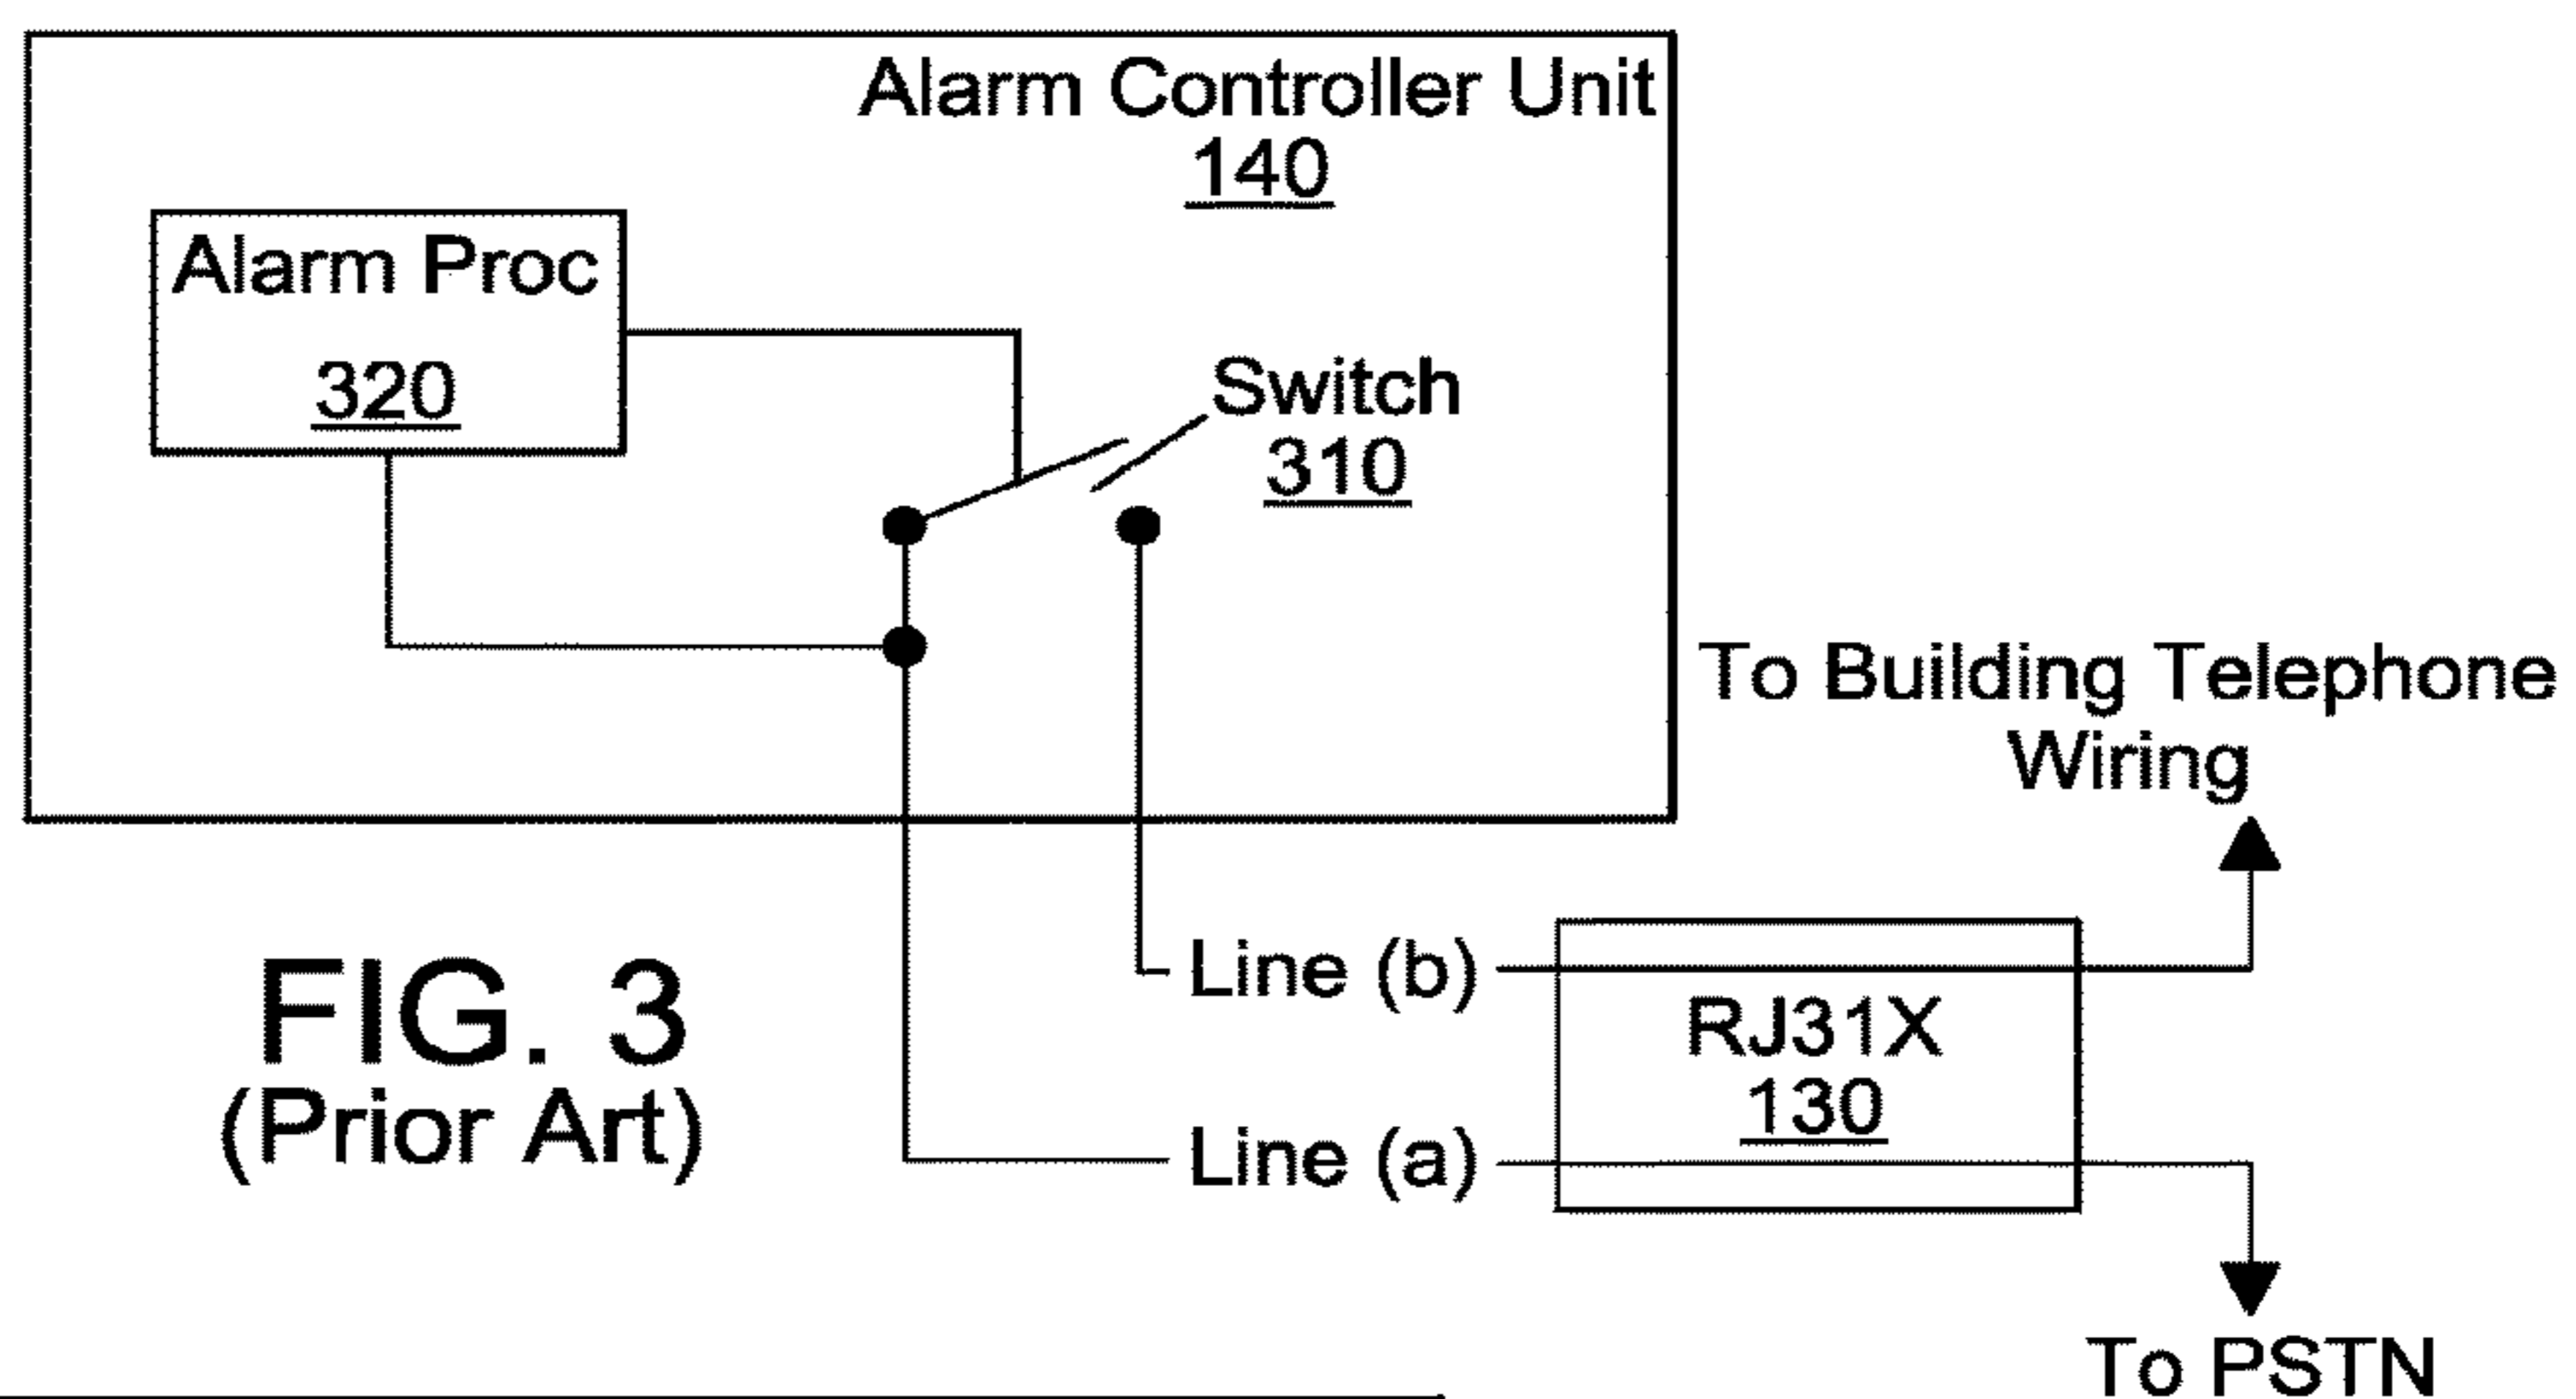 Alarm Controller Unit
140
Alarm Proc
320
Switch
310
To Building Telephone
Wiring
Line (b)
RJ31X
130
Line (a)
FIG. 3
(Prior Art)
To PSTN